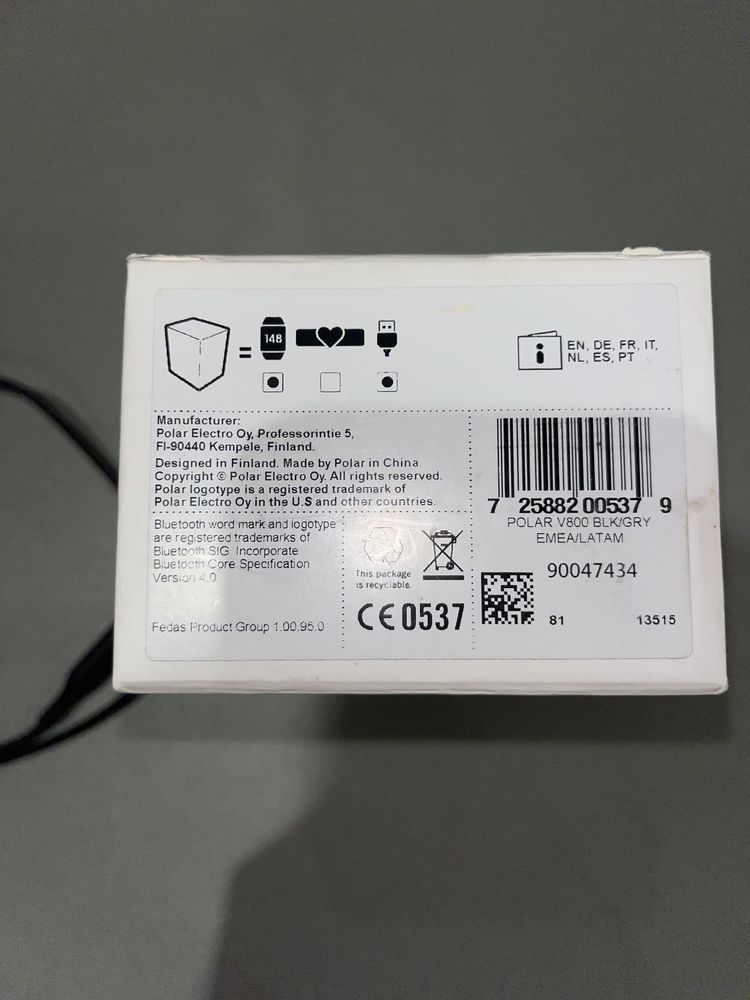 148
EN, DE, FR, IT,
NL, ES, PT
Manufacturer:
Polar Electro Oy, Professorintie 5,
FI-90440 Kempele, Finland.
Designed in Finland. Made by Polar in China
Copyright © Polar Electro Oy. All rights reserved.
Polar logotype is a registered trademark of
Polar Electro Oy in the U.S and other countries.
7 25882 00537 9
POLAR V800 BLK/GRY
EMEA/LATAM
90047434
81 13515
Bluetooth word mark and logotype
are registered trademarks of
Bluetooth SIG Incorporate
Bluetooth Core Specification
Version 4.0
Fedas Product Group 1.00.95.0
This package
is recyclable.
CE0537